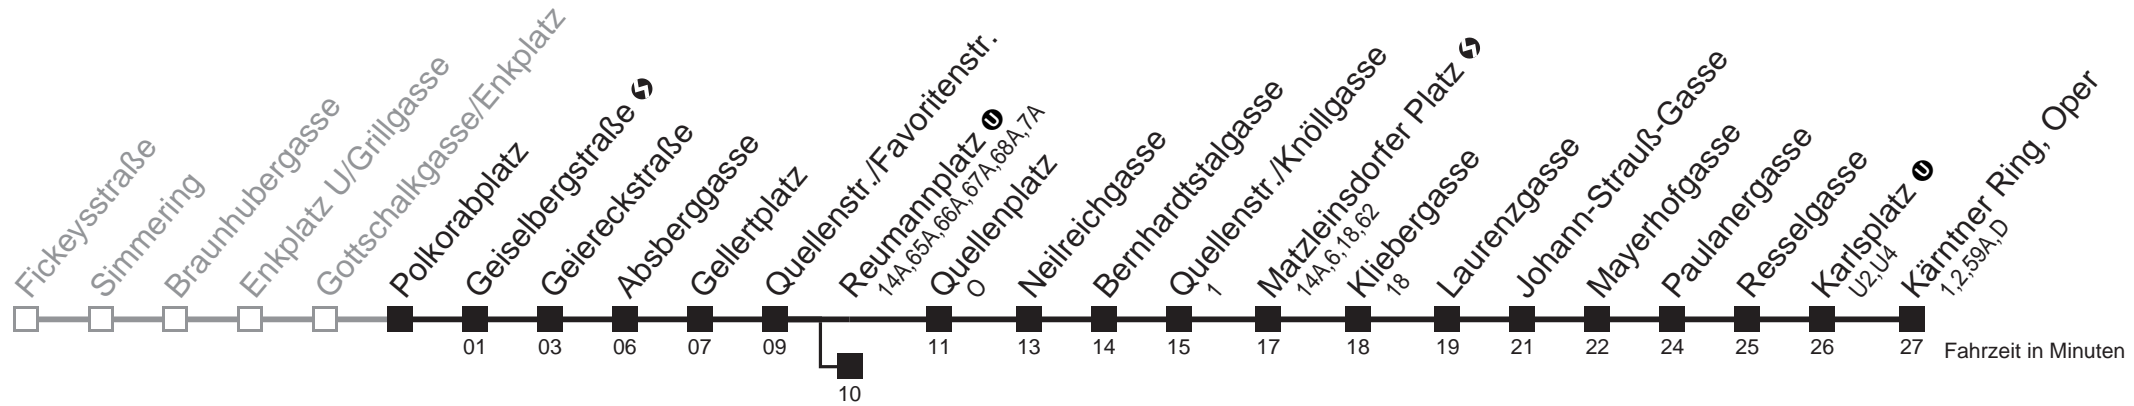 Fickeysstraße
Simmering
Braunhubergasse
Enkplatz U/Grillgasse
Gottschalkgasse/Enkplatz
Polkorabplatz
Geiselbergstraße
Geiereckstraße
Absberggasse
Gellertplatz
Quellenstr./Favoritenstr.
Reumannplatz U
14A,65A,66A,67A,68A,7A
Quellenplatz
O
Neilreichgasse
Bernhardtstalgasse
Quellenstr./Knöllgasse
1
Matzleinsdorfer Platz
14A,6,18,62
Kliebergasse
18
Laurenzgasse
Johann-Strauß-Gasse
Mayerhofgasse
Paulanergasse
Resselgasse
Karlsplatz U
U2,U4
Kärntner Ring, Oper
1,2,59A,D
01 03 06 07 09 11 13 14 15 17 18 19 21 22 24 25 26 27 Fahrzeit in Minuten
10